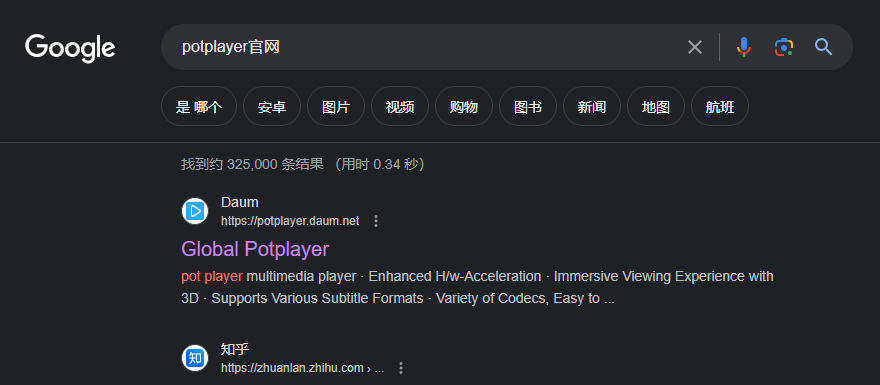 Google
potplayer官网
是 哪个 安卓 图片 视频 购物 图书 新闻 地图 航班
找到约 325,000 条结果 （用时 0.34 秒）
Daum
https://potplayer.daum.net
Global Potplayer
pot player multimedia player · Enhanced H/w-Acceleration · Immersive Viewing Experience with
3D · Supports Various Subtitle Formats · Variety of Codecs, Easy to ...
知 知乎
https://zhuanlan.zhihu.com › ...